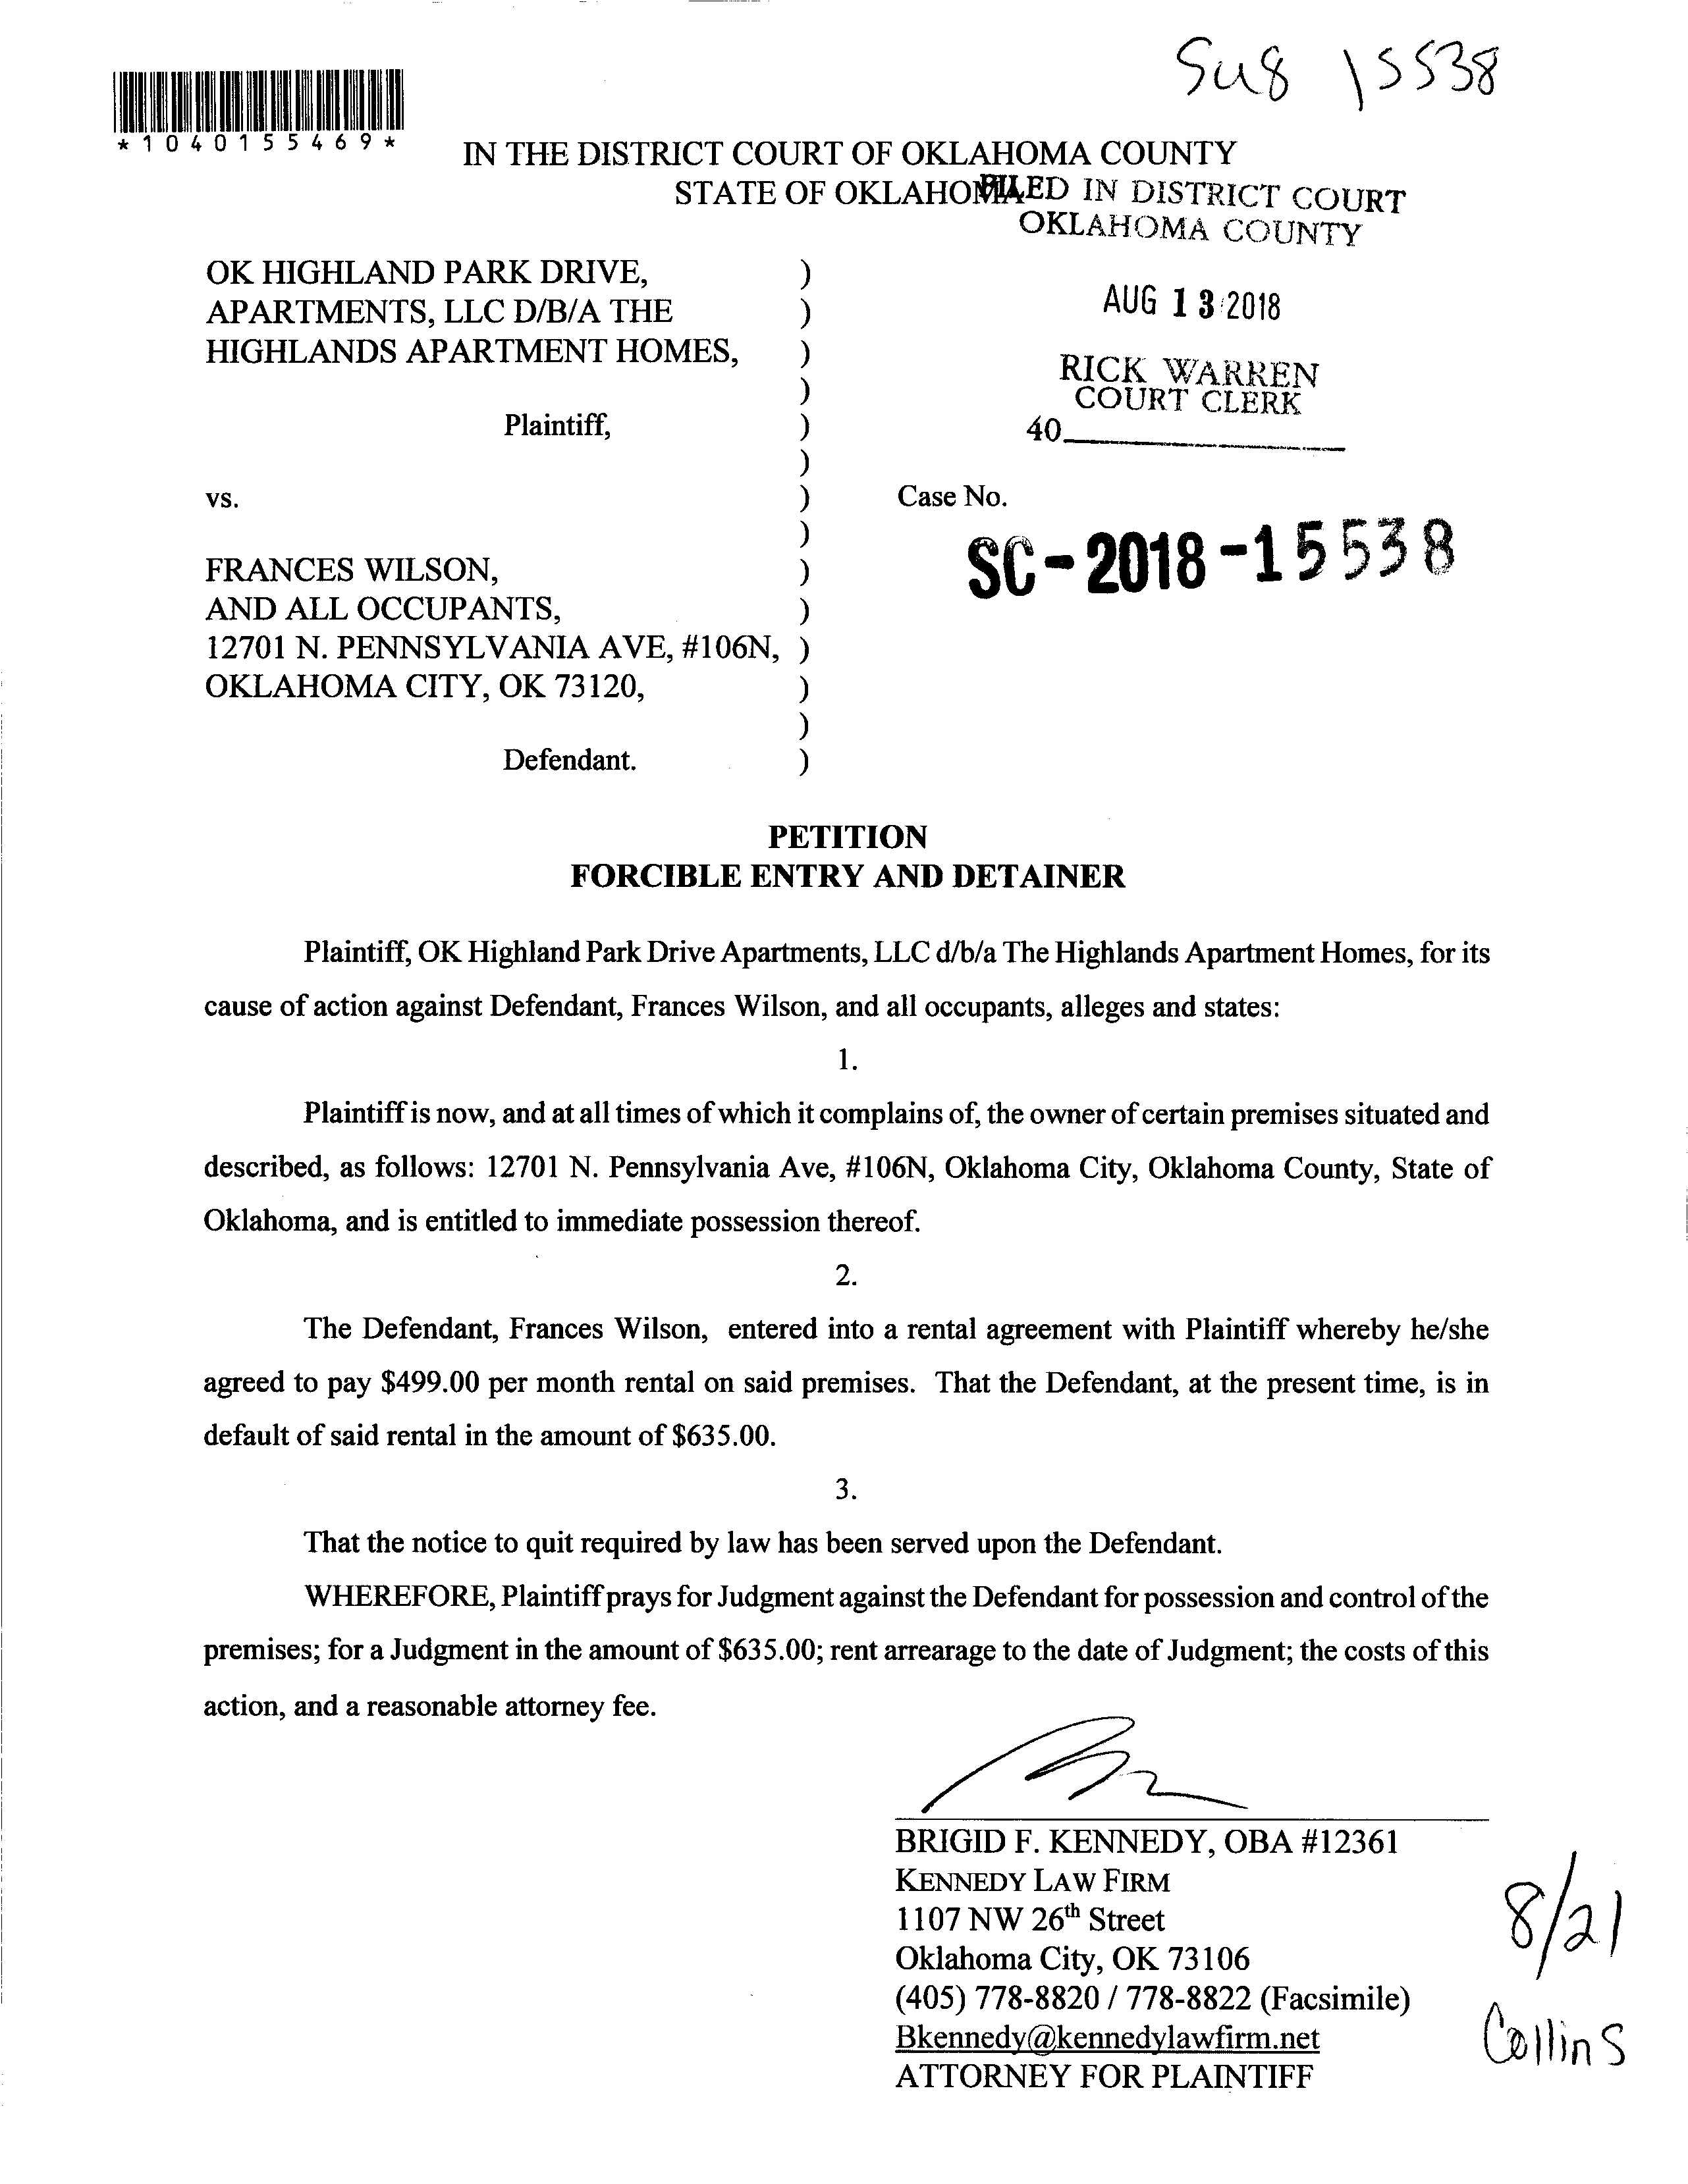 Su8 15538
*1040155469*
IN THE DISTRICT COURT OF OKLAHOMA COUNTY
STATE OF OKLAHOMA
FILED IN DISTRICT COURT
OKLAHOMA COUNTY
OK HIGHLAND PARK DRIVE, )
APARTMENTS, LLC D/B/A THE )
HIGHLANDS APARTMENT HOMES, )
)
Plaintiff, )
)
vs. )
)
FRANCES WILSON, )
AND ALL OCCUPANTS, )
12701 N. PENNSYLVANIA AVE, #106N, )
OKLAHOMA CITY, OK 73120, )
)
Defendant. )
AUG 13 2018
RICK WARREN
COURT CLERK
40
Case No.
SC-2018-15538
PETITION
FORCIBLE ENTRY AND DETAINER
Plaintiff, OK Highland Park Drive Apartments, LLC d/b/a The Highlands Apartment Homes, for its
cause of action against Defendant, Frances Wilson, and all occupants, alleges and states:
1.
Plaintiff is now, and at all times of which it complains of, the owner of certain premises situated and
described, as follows: 12701 N. Pennsylvania Ave, #106N, Oklahoma City, Oklahoma County, State of
Oklahoma, and is entitled to immediate possession thereof.
2.
The Defendant, Frances Wilson, entered into a rental agreement with Plaintiff whereby he/she
agreed to pay $499.00 per month rental on said premises. That the Defendant, at the present time, is in
default of said rental in the amount of $635.00.
3.
That the notice to quit required by law has been served upon the Defendant.
WHEREFORE, Plaintiff prays for Judgment against the Defendant for possession and control of the
premises; for a Judgment in the amount of $635.00; rent arrearage to the date of Judgment; the costs of this
action, and a reasonable attorney fee.
BRIGID F. KENNEDY, OBA #12361
KENNEDY LAW FIRM
1107 NW 26th Street
Oklahoma City, OK 73106
(405) 778-8820 / 778-8822 (Facsimile)
Bkennedy@kennedylawfirm.net
ATTORNEY FOR PLAINTIFF
8/21
Collins